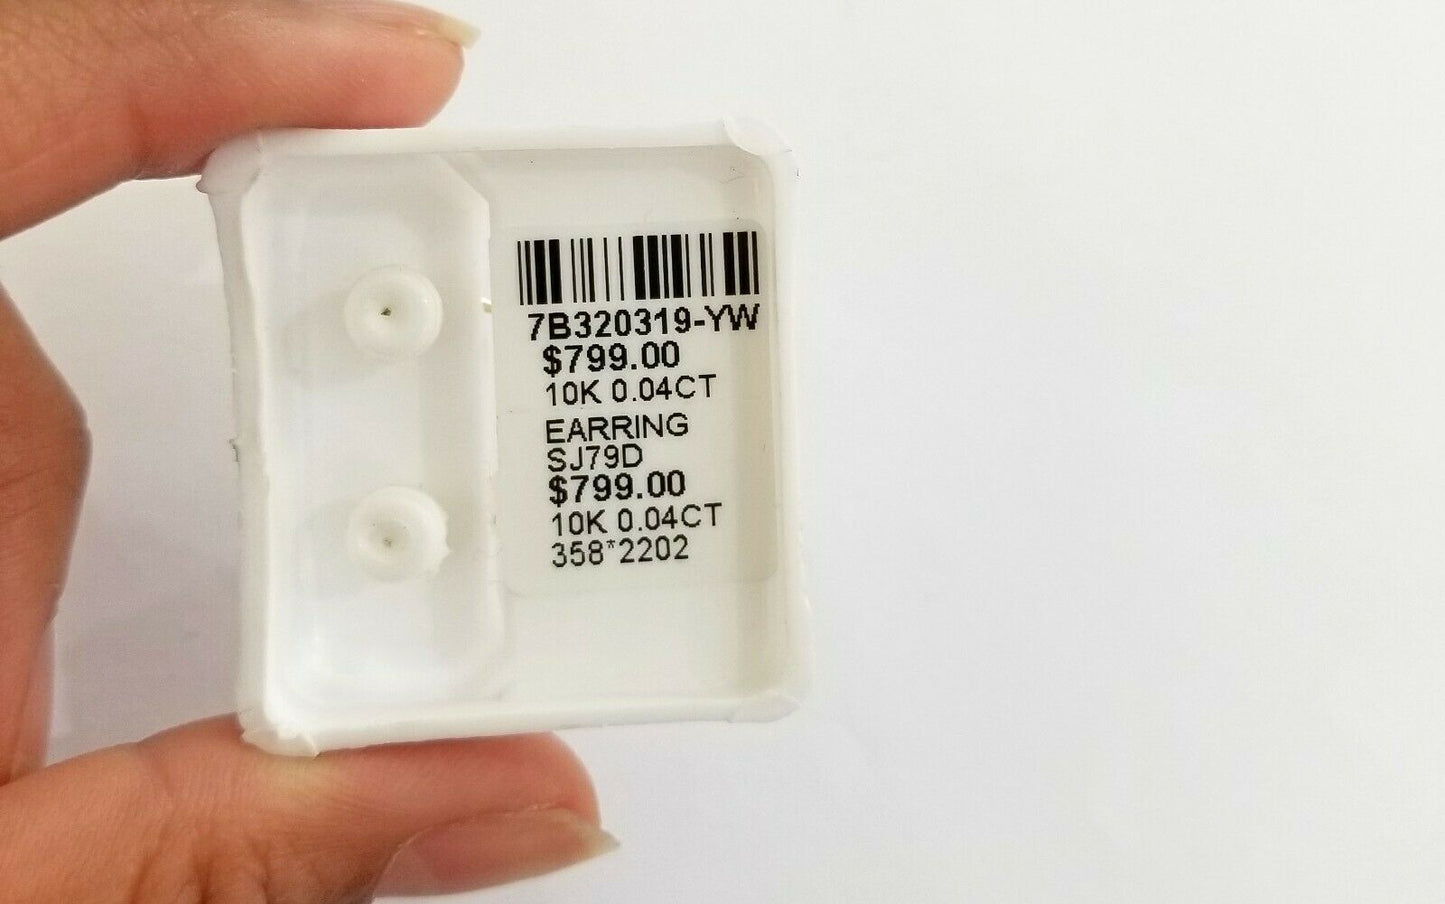 7B320319-YW
$799.00
10K 0.04CT
EARRING
SJ79D
$799.00
10K 0.04CT
358*2202